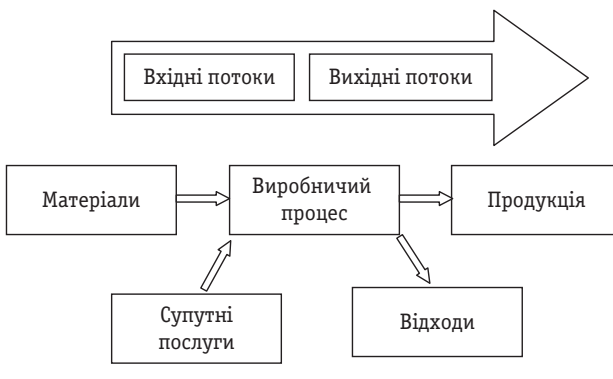 Вхідні потоки
Вихідні потоки
Матеріали
Виробничий
процес
Продукція
Супутні
послуги
Відходи